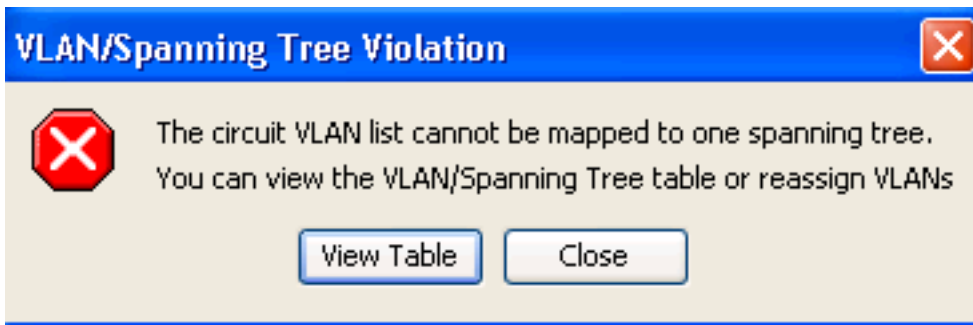 VLAN/Spanning Tree Violation
The circuit VLAN list cannot be mapped to one spanning tree.
You can view the VLAN/Spanning Tree table or reassign VLANs
View Table Close